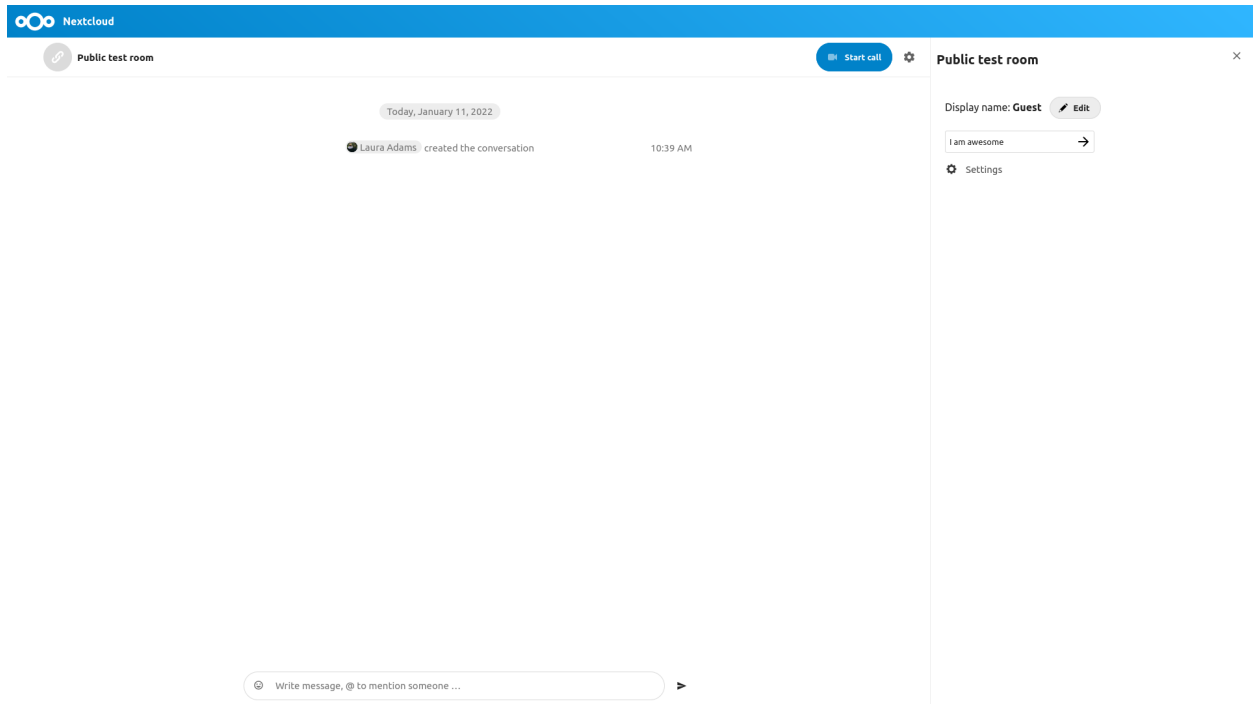 Nextcloud
Public test room
Start call
Today, January 11, 2022
Laura Adams created the conversation 10:39 AM
Write message, @ to mention someone ...
Public test room
Display name: Guest Edit
I am awesome
Settings